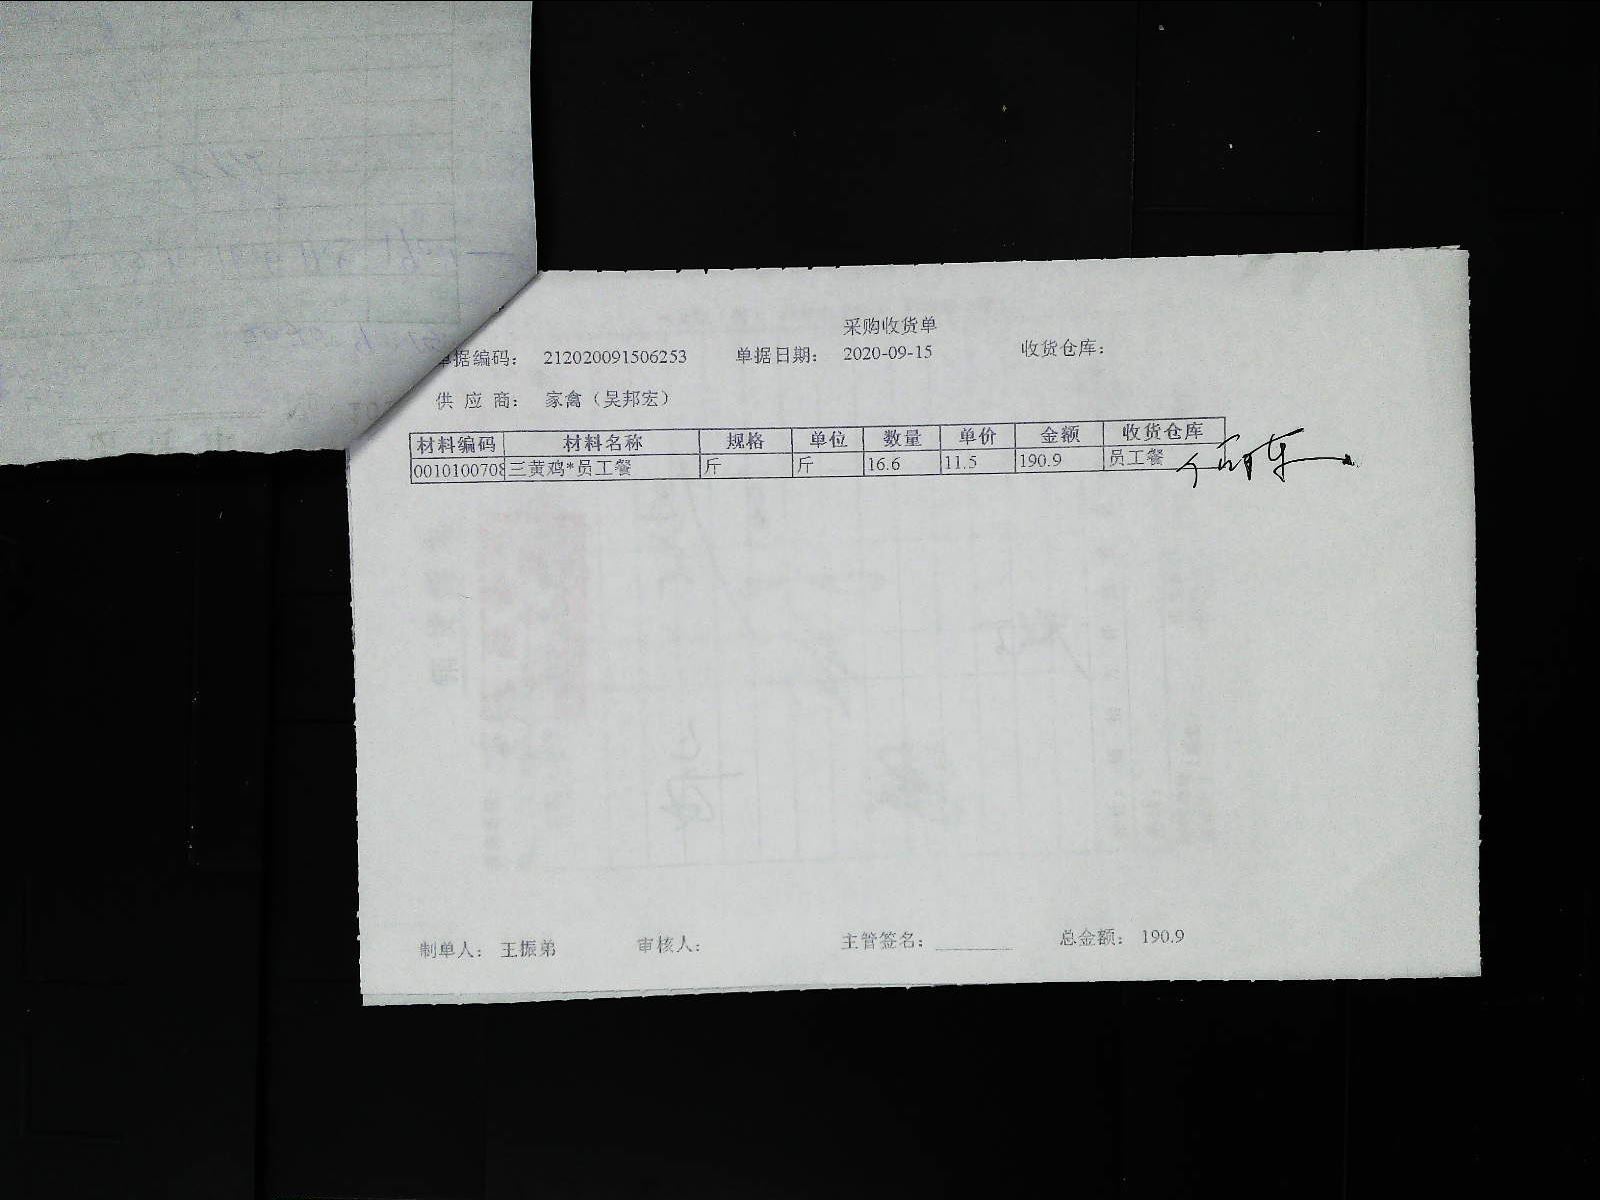 采购收货单
单据编码： 212020091506253 单据日期： 2020-09-15 收货仓库：
供 应 商： 家禽（吴邦宏）
材料编码 材料名称 规格 单位 数量 单价 金额 收货仓库
0010100708 三黄鸡*员工餐 斤 斤 16.6 11.5 190.9 员工餐
制单人： 王振弟 审核人： 主管签名： 总金额： 190.9